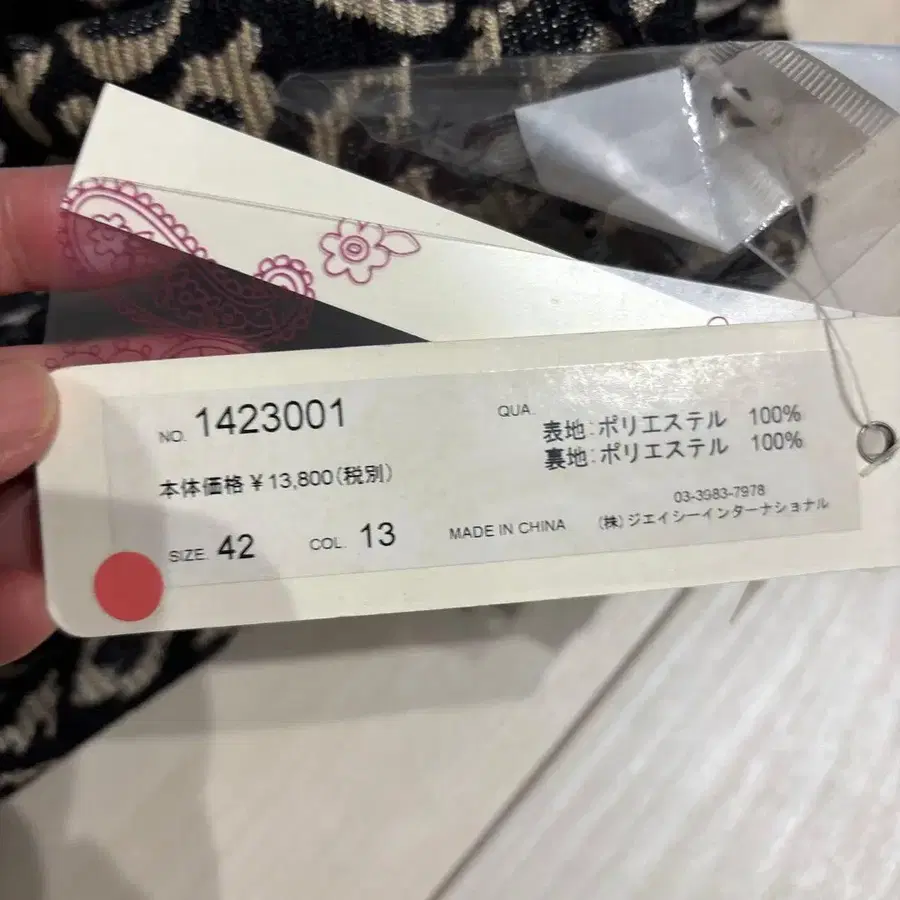 NO. 1423001
本体価格 ¥13,800(税別)
SIZE. 42 COL. 13
QUA.
表地:ポリエステル 100%
裏地:ポリエステル 100%
03-3983-7978
MADE IN CHINA (株)ジエイシーインターナショナル